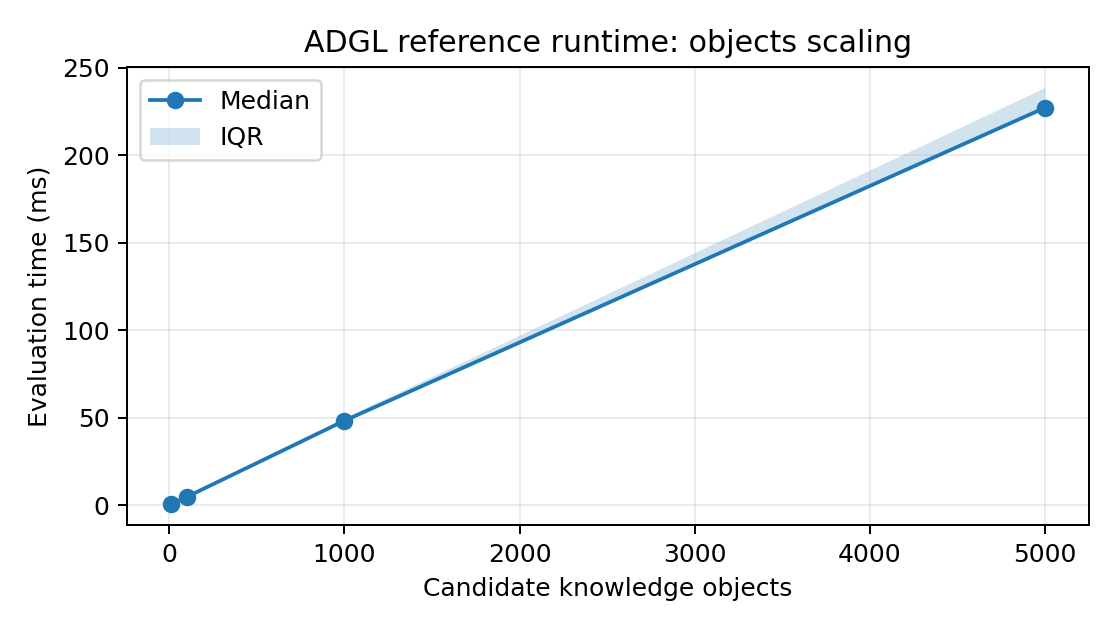 ADGL reference runtime: objects scaling
250
200
150
100
50
0
Evaluation time (ms)
Median
IQR
0 1000 2000 3000 4000 5000
Candidate knowledge objects